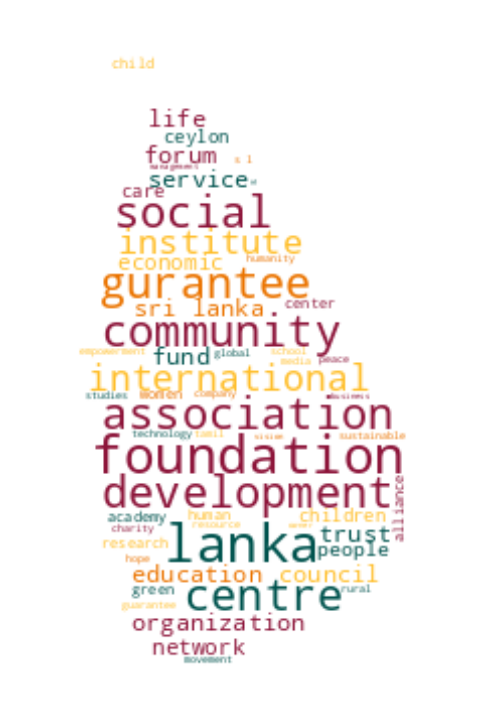 child
life
ceylon
forum
s l
management
service
care
social
institute
economic humanity
gurantee
sri lanka center
community
empowerment fund global school
media peace
international
studies women company business
association
technology tamil vision sustainable
foundation
development
alliance
academy human children
charity resource
lanka trust
research people
hope
education council
green centre rural
guarantee
organization
network
movement